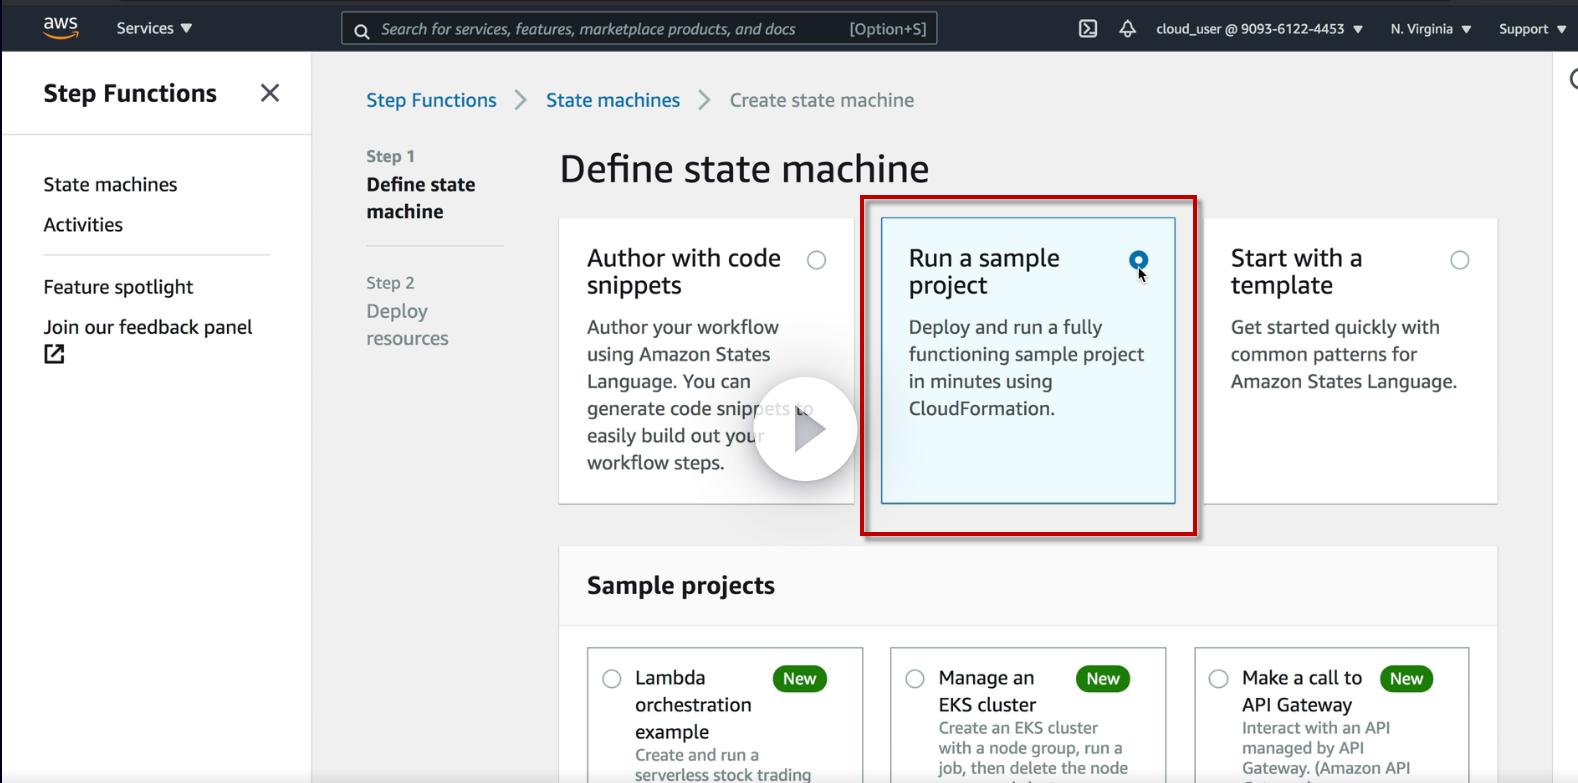 aws
Services
Search for services, features, marketplace products, and docs
[Option+S]
cloud_user @ 9093-6122-4453
N. Virginia
Support
Step Functions
State machines
Activities
Feature spotlight
Join our feedback panel
Step Functions
State machines
Create state machine
Step 1
Define state
machine
Step 2
Deploy
resources
Define state machine
Author with code
snippets
Author your workflow
using Amazon States
Language. You can
generate code snippets to
easily build out your
workflow steps.
Run a sample
project
Deploy and run a fully
functioning sample project
in minutes using
CloudFormation.
Start with a
template
Get started quickly with
common patterns for
Amazon States Language.
Sample projects
Lambda
orchestration
example
New
Create and run a
serverless stock trading
Manage an
EKS cluster
New
Create an EKS cluster
with a node group, run a
job, then delete the node
Make a call to
API Gateway
New
Interact with an API
managed by API
Gateway. (Amazon API